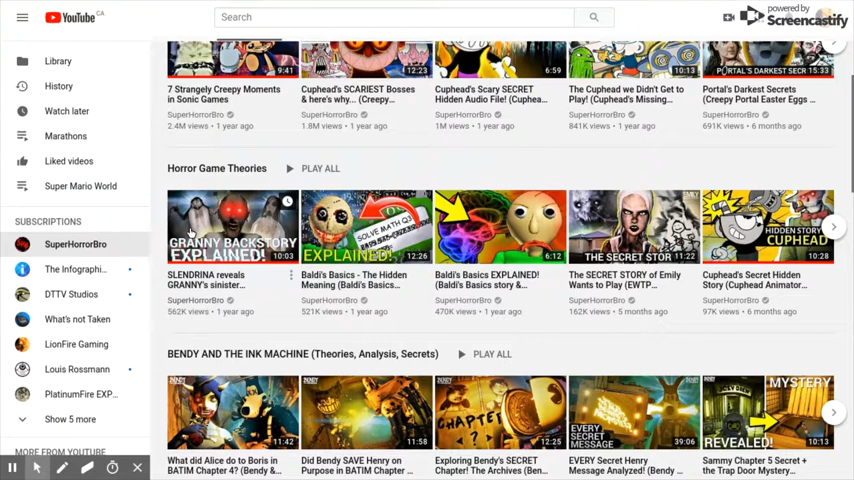 YouTube CA
Search
powered by
Screencastify
Library
History
Watch later
Marathons
Liked videos
Super Mario World
SUBSCRIPTIONS
SuperHorrorBro
The Infographi...
DTTV Studios
What's not Taken
LionFire Gaming
Louis Rossmann
PlatinumFire EXP...
Show 5 more
MORE FROM YOUTUBE
9:41
12:23
6:59
10:13
PORTAL'S DARKEST SECR
15:33
7 Strangely Creepy Moments
in Sonic Games
SuperHorrorBro
2.4M views • 1 year ago
Cuphead's SCARIEST Bosses
& here's why... (Creepy...
SuperHorrorBro
1.8M views • 1 year ago
Cuphead's Scary SECRET
Hidden Audio File! (Cuphea...
SuperHorrorBro
1M views • 1 year ago
The Cuphead we Didn't Get to
Play! (Cuphead's Missing...
SuperHorrorBro
841K views • 1 year ago
Portal's Darkest Secrets
(Creepy Portal Easter Eggs ...
SuperHorrorBro
691K views • 6 months ago
Horror Game Theories
PLAY ALL
GRANNY BACKSTORY
EXPLAINED!
10:03
SOLVE MATH Q3
EXPLAINED!
12:26
6:12
EMILY
THE SECRET STOR
11:22
HIDDEN STORY
CUPHEAD
10:28
SLENDRINA reveals
GRANNY's sinister...
SuperHorrorBro
562K views • 1 year ago
Baldi's Basics - The Hidden
Meaning (Baldi's Basics...
SuperHorrorBro
521K views • 1 year ago
Baldi's Basics EXPLAINED!
(Baldi's Basics story &...
SuperHorrorBro
470K views • 1 year ago
The SECRET STORY of Emily
Wants to Play (EWTP...
SuperHorrorBro
162K views • 5 months ago
Cuphead's Secret Hidden
Story (Cuphead Animator...
SuperHorrorBro
97K views • 6 months ago
BENDY AND THE INK MACHINE (Theories, Analysis, Secrets)
PLAY ALL
BENDY
11:42
BENDY
11:58
CHAPTER
?
12:25
BENDY
EVERY
SECRET
MESSAGE
39:06
BENDY
MYSTERY
REVEALED!
10:13
What did Alice do to Boris in
BATIM Chapter 4? (Bendy &...
Did Bendy SAVE Henry on
Purpose in BATIM Chapter ...
Exploring Bendy's SECRET
Chapter! The Archives (Ben...
Every Secret Henry
Message Analyzed! (Bendy ...
Sammy Chapter 5 Secret +
the Trap Door Mystery...